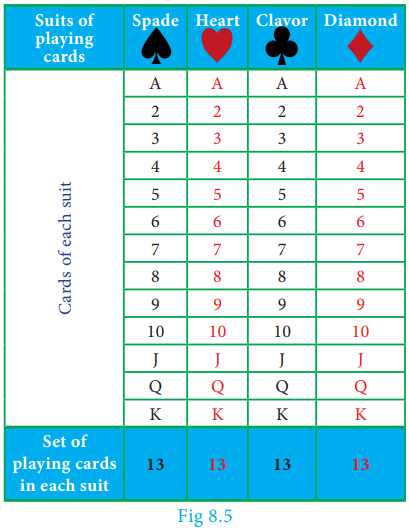 Suits of playing cards Spade Heart Clavor Diamond
Cards of each suit
A A A A
2 2 2 2
3 3 3 3
4 4 4 4
5 5 5 5
6 6 6 6
7 7 7 7
8 8 8 8
9 9 9 9
10 10 10 10
J J J J
Q Q Q Q
K K K K
Set of playing cards in each suit 13 13 13 13
Fig 8.5